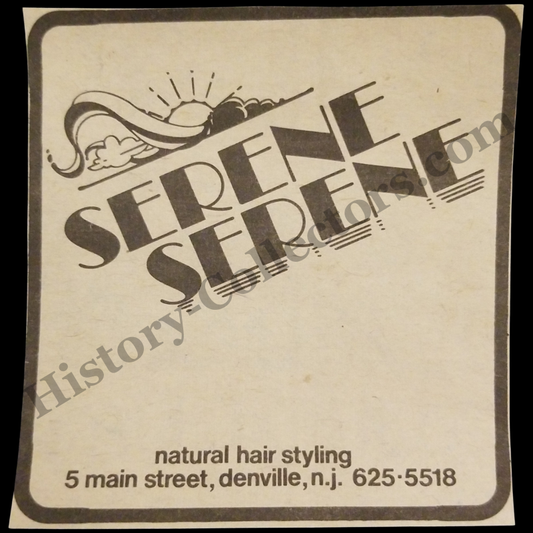 SERENE
SERENE
History-Collectors.com
natural hair styling
5 main street, denville, n.j. 625·5518